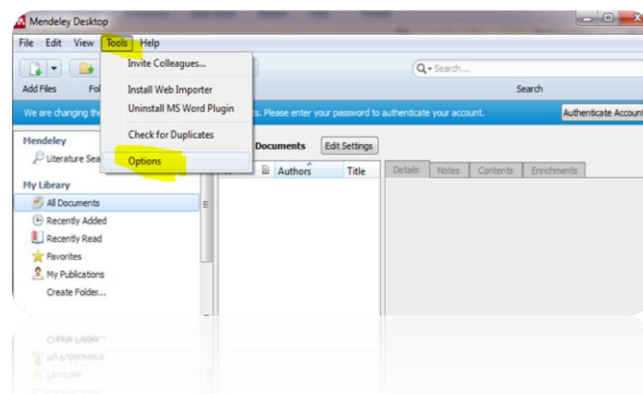 Mendeley Desktop
File Edit View Tools Help
Invite Colleagues...
Search...
Add Files
Install Web Importer
Search
Uninstall MS Word Plugin
We are changing
Please enter your password to authenticate your account.
Authenticate Account
Check for Duplicates
Mendeley
Documents
Edit Settings
Literature
Options
Authors
Title
Details
Notes
Contents
Enrichments
My Library
All Documents
Recently Added
Recently Read
Favorites
My Publications
Create Folder...